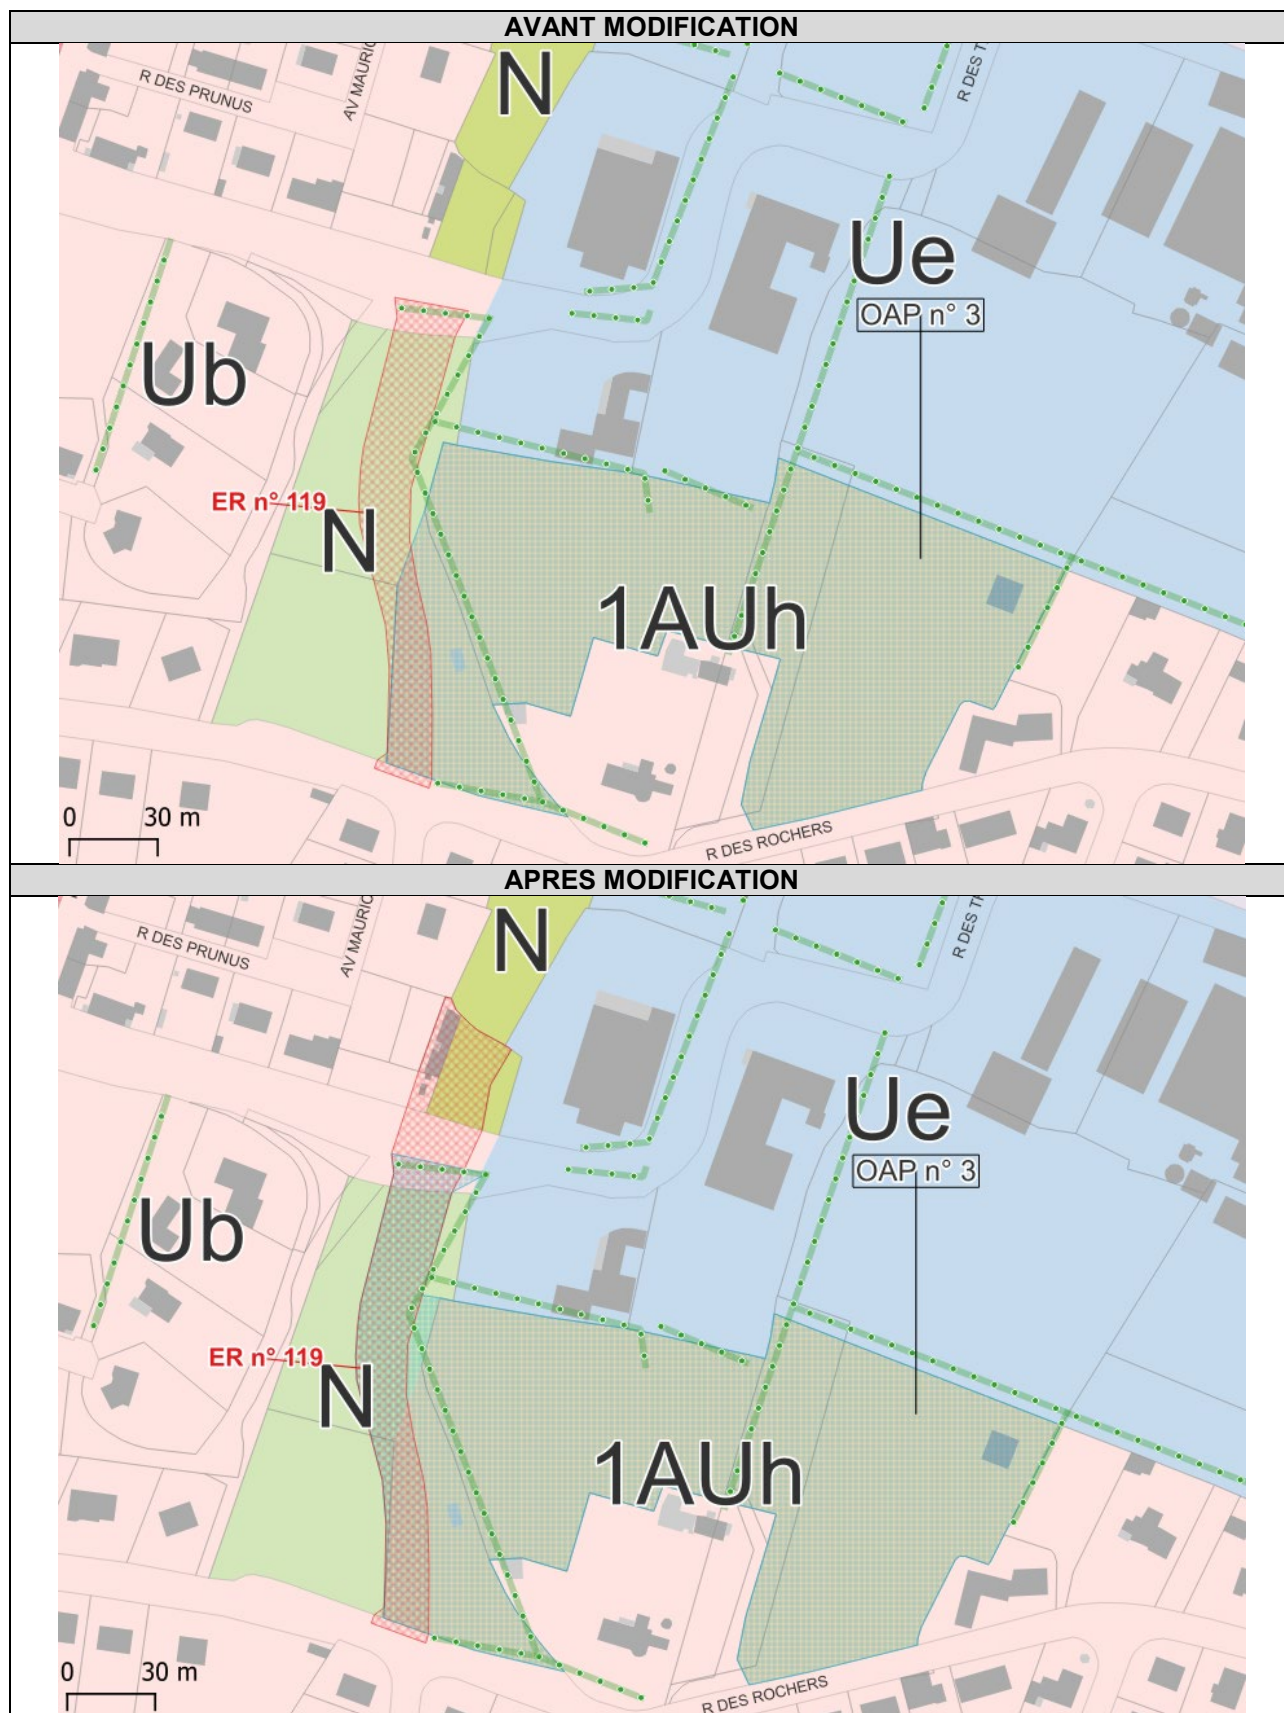 AVANT MODIFICATION
N
R DES PRUNUS
AV MAURIC
R DES T
Ue
OAP n° 3
Ub
ER n° 119
N
1AUh
0 30 m
R DES ROCHERS
APRES MODIFICATION
N
R DES PRUNUS
AV MAURIC
R DES T
Ue
OAP n° 3
Ub
ER n° 119
N
1AUh
0 30 m
R DES ROCHERS